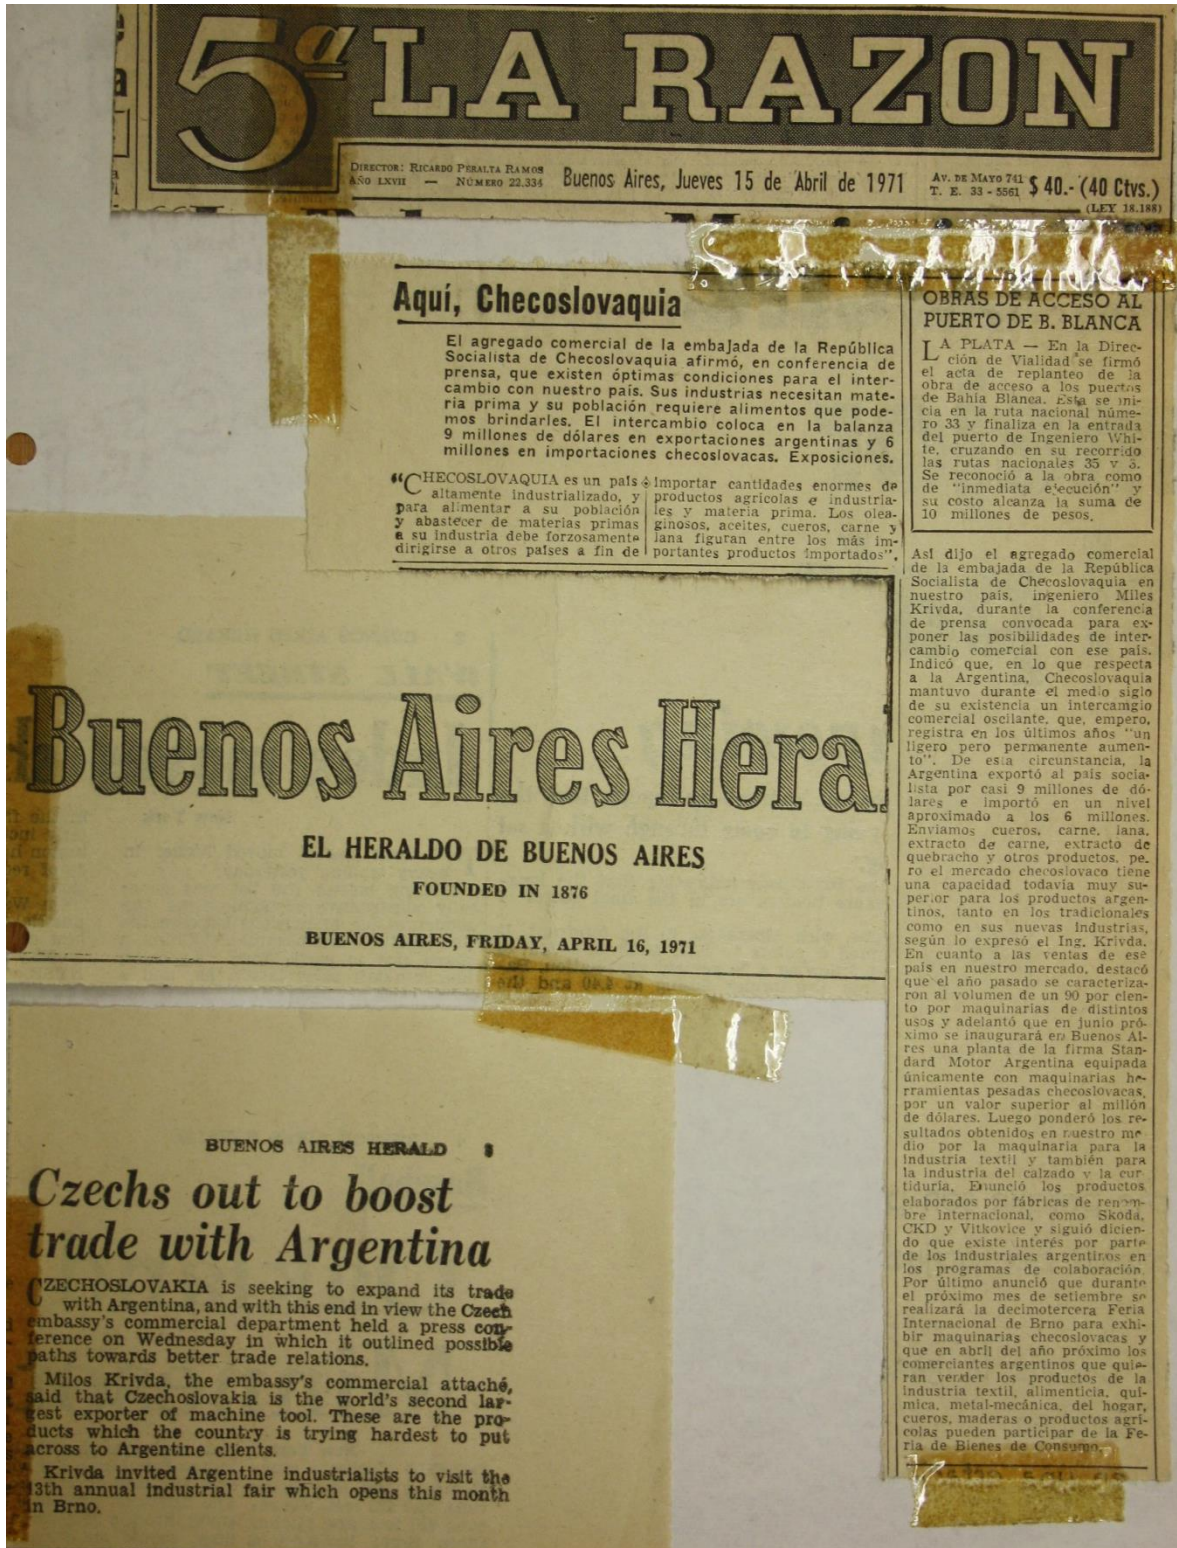 5ª LA RAZON
DIRECTOR: RICARDO PERALTA RAMOS
AÑO LXVII — NÚMERO 22.334
Buenos Aires, Jueves 15 de Abril de 1971
AV. DE MAYO 741
T. E. 33 - 5561
$ 40.- (40 Ctvs.)
(LEY 18.188)
Aquí, Checoslovaquia
El agregado comercial de la embajada de la República
Socialista de Checoslovaquia afirmó, en conferencia de
prensa, que existen óptimas condiciones para el inter-
cambio con nuestro país. Sus industrias necesitan mate-
ria prima y su población requiere alimentos que pode-
mos brindarles. El intercambio coloca en la balanza
9 millones de dólares en exportaciones argentinas y 6
millones en importaciones checoslovacas. Exposiciones.
"CHECOSLOVAQUIA es un país
altamente industrializado, y
para alimentar a su población
y abastecer de materias primas
a su industria debe forzosamente
dirigirse a otros países a fin de
importar cantidades enormes de
productos agrícolas e industria-
les y materia prima. Los olea-
ginosos, aceites, cueros, carne y
lana figuran entre los más im-
portantes productos importados".
OBRAS DE ACCESO AL
PUERTO DE B. BLANCA
LA PLATA — En la Direc-
ción de Vialidad se firmó
el acta de replanteo de la
obra de acceso a los puertos
de Bahía Blanca. Esta se ini-
cia en la ruta nacional núme-
ro 33 y finaliza en la entrada
del puerto de Ingeniero Whi-
te, cruzando en su recorrido
las rutas nacionales 35 y 3.
Se reconoció a la obra como
de "inmediata ejecución" y
su costo alcanza la suma de
10 millones de pesos.
Así dijo el agregado comercial
de la embajada de la República
Socialista de Checoslovaquia en
nuestro país, ingeniero Miles
Krivda, durante la conferencia
de prensa convocada para ex-
poner las posibilidades de inter-
cambio comercial con ese país.
Indicó que, en lo que respecta
a la Argentina, Checoslovaquia
mantuvo durante el medio siglo
de su existencia un intercamgio
comercial oscilante, que, empero,
registra en los últimos años "un
ligero pero permanente aumen-
to". De esta circunstancia, la
Argentina exportó al país socia-
lista por casi 9 millones de dó-
lares e importó en un nivel
aproximado a los 6 millones.
Enviamos cueros, carne, lana,
extracto de carne, extracto de
quebracho y otros productos, pe-
ro el mercado checoslovaco tiene
una capacidad todavía muy su-
perior para los productos argen-
tinos, tanto en los tradicionales
como en sus nuevas industrias,
según lo expresó el Ing. Krivda.
En cuanto a las ventas de ese
país en nuestro mercado, destacó
que el año pasado se caracteriza-
ron al volumen de un 90 por cien-
to por maquinarias de distintos
usos y adelantó que en junio pró-
ximo se inaugurará en Buenos Ai-
res una planta de la firma Stan-
dard Motor Argentina equipada
únicamente con maquinarias he-
rramientas pesadas checoslovacas,
por un valor superior al millón
de dólares. Luego ponderó los re-
sultados obtenidos en nuestro me-
dio por la maquinaria para la
industria textil y también para
la industria del calzado y la cur-
tiduría. Enunció los productos
elaborados por fábricas de renom-
bre internacional, como Skoda,
CKD y Vitkovice y siguió dicien-
do que existe interés por parte
de los industriales argentinos en
los programas de colaboración.
Por último anunció que durante
el próximo mes de setiembre se
realizará la decimotercera Feria
Internacional de Brno para exhi-
bir maquinarias checoslovacas y
que en abril del año próximo los
comerciantes argentinos que quie-
ran vender los productos de la
industria textil, alimenticia, quí-
mica, metal-mecánica, del hogar,
cueros, maderas o productos agrí-
colas pueden participar de la Fe-
ria de Bienes de Consumo.
Buenos Aires Hera
EL HERALDO DE BUENOS AIRES
FOUNDED IN 1876
BUENOS AIRES, FRIDAY, APRIL 16, 1971
BUENOS AIRES HERALD
Czechs out to boost
trade with Argentina
CZECHOSLOVAKIA is seeking to expand its trade
with Argentina, and with this end in view the Czech
embassy's commercial department held a press con-
ference on Wednesday in which it outlined possible
paths towards better trade relations.
Milos Krivda, the embassy's commercial attaché,
said that Czechoslovakia is the world's second lar-
gest exporter of machine tool. These are the pro-
ducts which the country is trying hardest to put
across to Argentine clients.
Krivda invited Argentine industrialists to visit the
13th annual industrial fair which opens this month
in Brno.